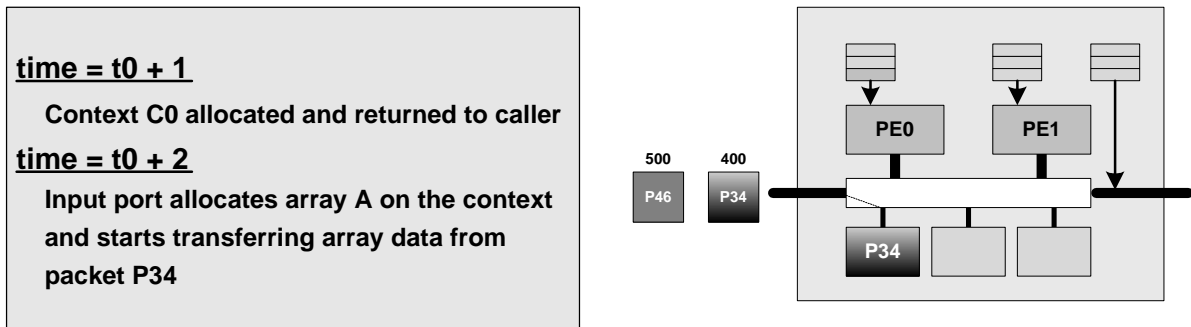 time = t0 + 1
Context C0 allocated and returned to caller
time = t0 + 2
Input port allocates array A on the context
and starts transferring array data from
packet P34
PE0
PE1
500
400
P46
P34
P34